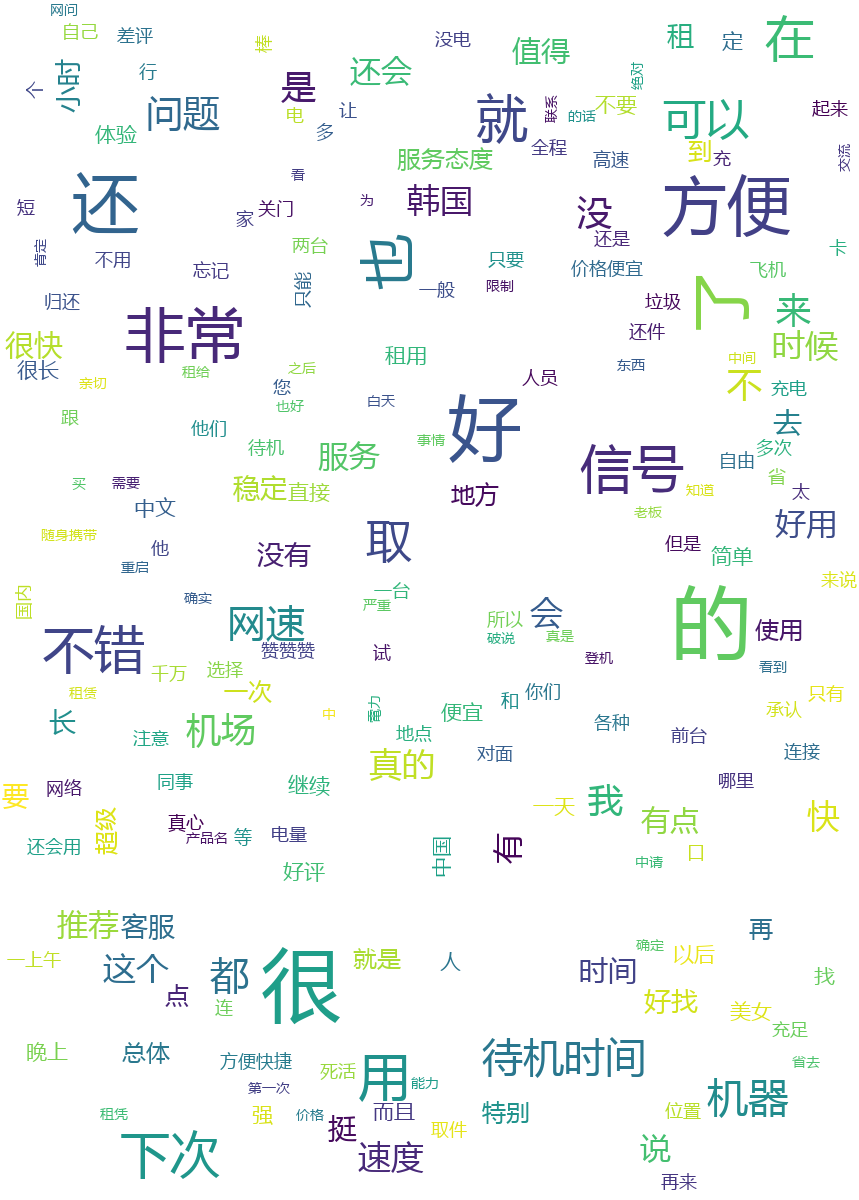 网问
自己
差评
棒
没电
值得
租
定
在
小时
行
还会
是
绝对
个
问题
电
让
就
联系
的话
不要
可以
起来
体验
多
全程
高速
到
充
交流
服务态度
看
还
方便
短
家
关门
为
韩国
没
还是
卡
肯定
不用
忘记
两台
也
只要
价格便宜
飞机
归还
只能
一般
限制
垃圾
了
来
非常
还件
很快
很长
租给
之后
租用
东西
中间
时候
亲切
您
也好
白天
人员
不
充电
跟
他们
待机
服务
事情
好
信号
去
自由
多次
买
需要
稳定
直接
地方
知道
省
太
中文
老板
好用
随身携带
他
重启
没有
取
但是
简单
国内
确实
一台
严重
来说
网速
所以
会
的
使用
不错
赞赞赞
试
破说
真是
登机
看到
千万
选择
租赁
一次
你们
只有
长
机场
中
電力
便宜
和
各种
承认
注意
地点
前台
真的
对面
连接
要
网络
同事
继续
哪里
真心
产品名
一天
我
快
超级
还会用
等
电量
有点
有
中国
好评
中请
口
推荐
客服
再
一上午
这个
都
很
就是
人
时间
确定
以后
点
连
好找
找
美女
充足
晚上
总体
方便快捷
死活
用
能力
待机时间
省去
第一次
机器
租凭
强
价格
挺
而且
特别
位置
取件
下次
速度
说
再来